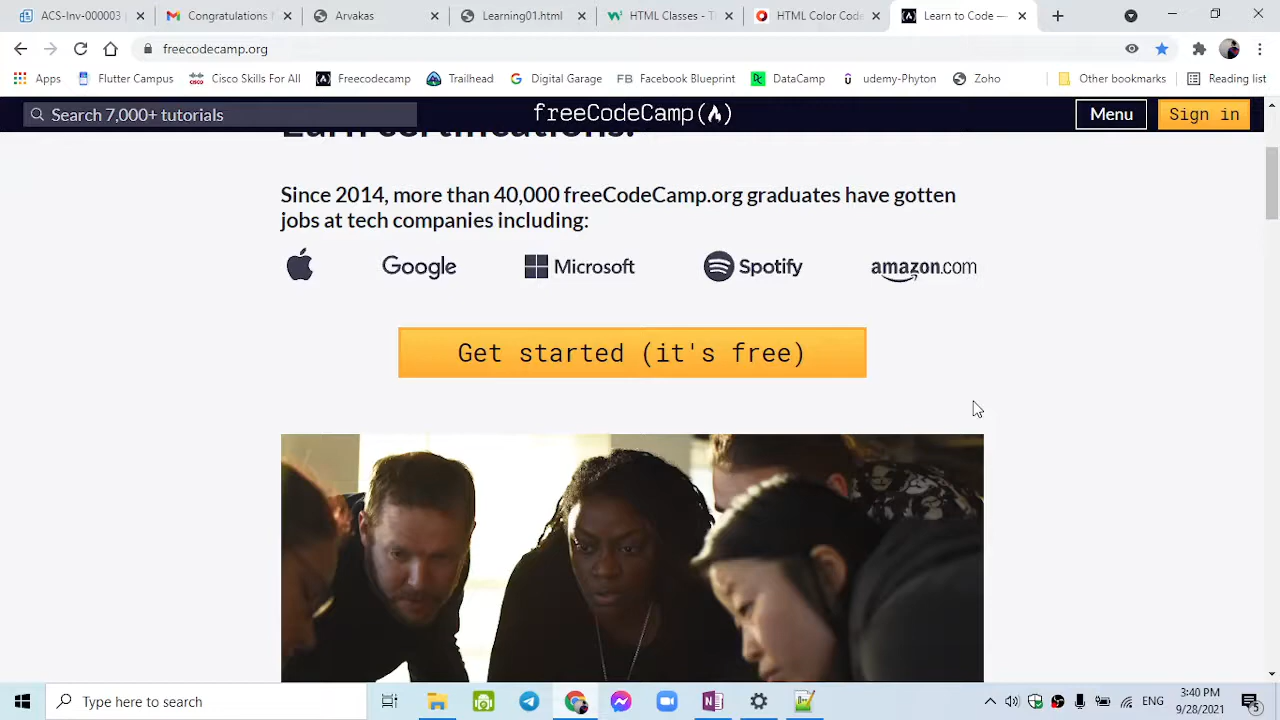 ACS-Inv-00003
Congratulations
Arvakas
Learning01.html
HTML Classes - T
HTML Color Code
Learn to Code —
freecodecamp.org
Apps
Flutter Campus
Cisco Skills For All
Freecodecamp
Trailhead
Digital Garage
FB Facebook Blueprint
DataCamp
udemy-Phyton
Zoho
Other bookmarks
Reading list
Search 7,000+ tutorials
freeCodeCamp
Menu
Sign in
Earn certifications.
Since 2014, more than 40,000 freeCodeCamp.org graduates have gotten
jobs at tech companies including:
Google
Microsoft
Spotify
amazon.com
Get started (it's free)
Type here to search
ENG
3:40 PM
9/28/2021